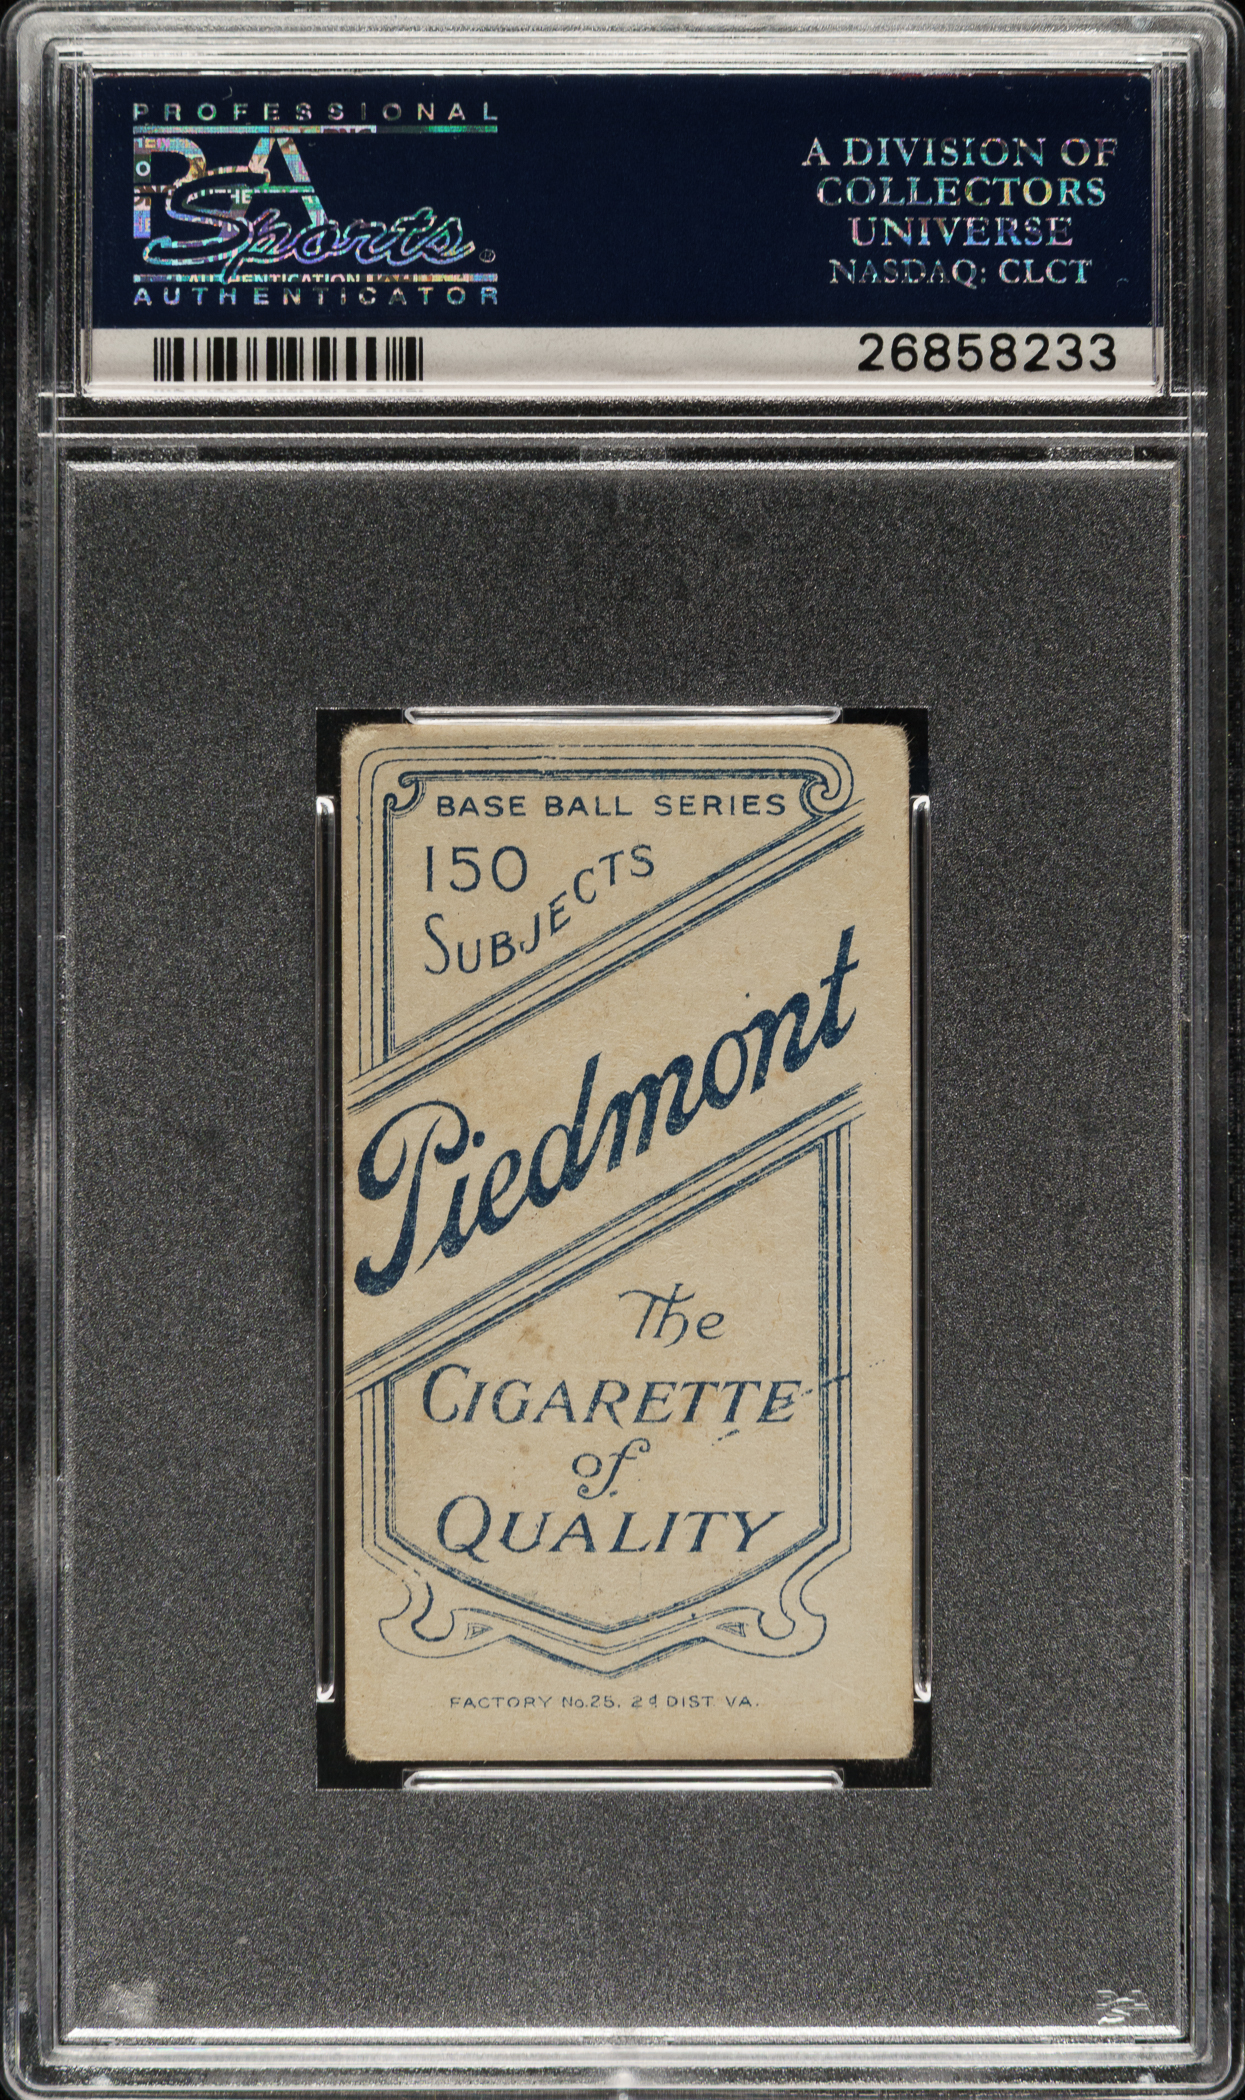 PROFESSIONAL
PSA
Sports®
AUTHENTICATOR
A DIVISION OF
COLLECTORS
UNIVERSE
NASDAQ: CLCT
26858233
BASE BALL SERIES
150
SUBJECTS
Piedmont
The
CIGARETTE
of
QUALITY
FACTORY No. 25. 2d DIST VA.
PSA